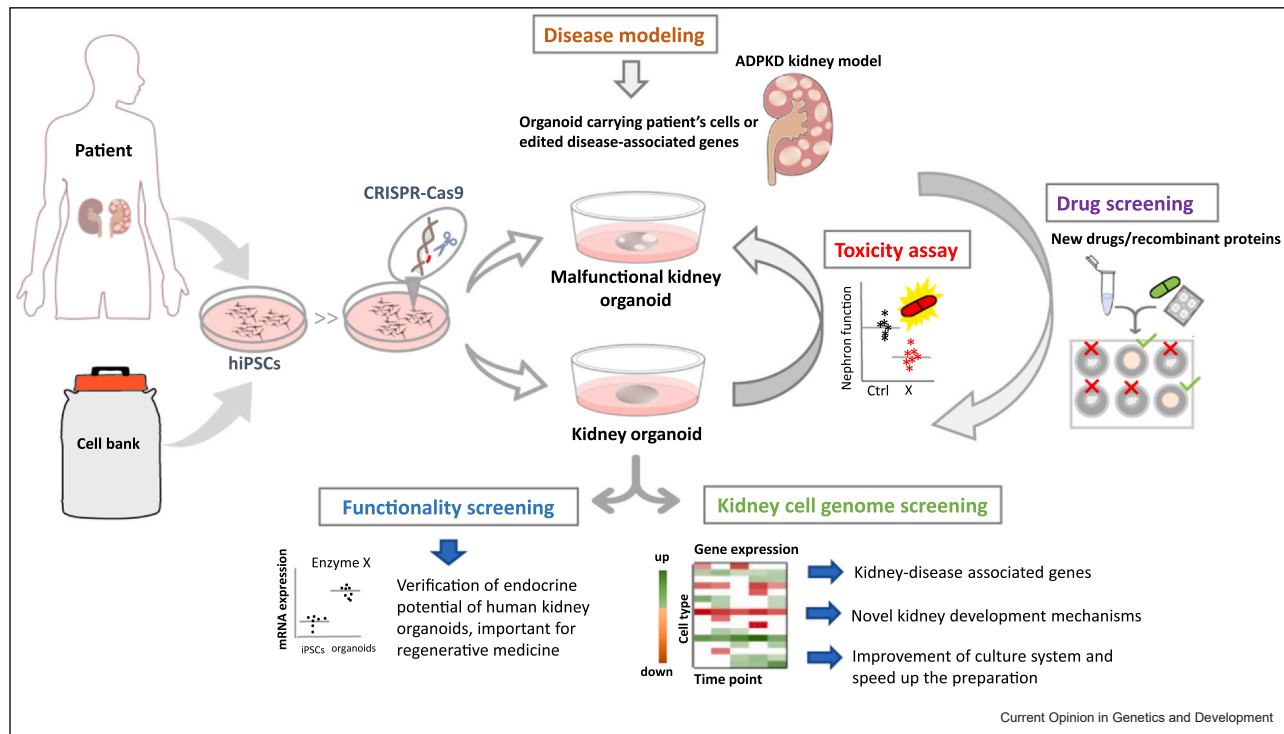 Disease modeling
ADPKD kidney model
Organoid carrying patient's cells or
edited disease-associated genes
Patient
CRISPR-Cas9
hiPSCs
>>
Cell bank
Malfunctional kidney
organoid
Kidney organoid
Toxicity assay
Nephron function
Ctrl
X
Drug screening
New drugs/recombinant proteins
Functionality screening
mRNA expression
Enzyme X
iPSCs
organoids
Verification of endocrine
potential of human kidney
organoids, important for
regenerative medicine
Kidney cell genome screening
up
down
Gene expression
Cell type
Time point
Kidney-disease associated genes
Novel kidney development mechanisms
Improvement of culture system and
speed up the preparation
Current Opinion in Genetics and Development